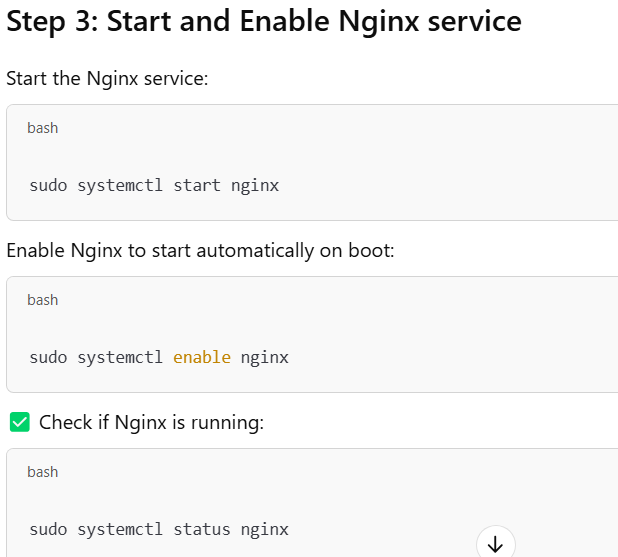 Step 3: Start and Enable Nginx service
Start the Nginx service:
bash
sudo systemctl start nginx
Enable Nginx to start automatically on boot:
bash
sudo systemctl enable nginx
Check if Nginx is running:
bash
sudo systemctl status nginx